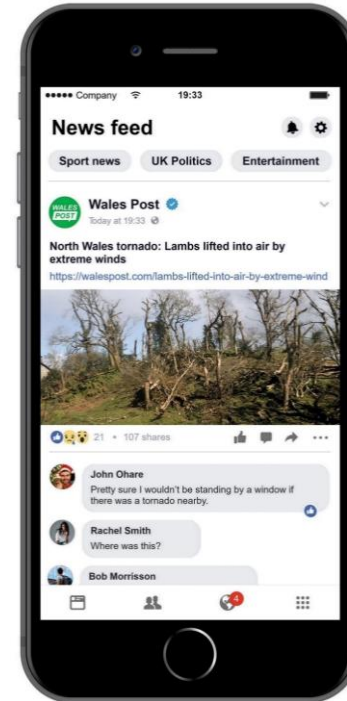 Company
19:33
News feed
Sport news
UK Politics
Entertainment
WALES
POST
Wales Post
Today at 19:33
North Wales tornado: Lambs lifted into air by
extreme winds
https://walespost.com/lambs-lifted-into-air-by-extreme-wind
21 • 107 shares
John Ohare
Pretty sure I wouldn't be standing by a window if
there was a tornado nearby.
Rachel Smith
Where was this?
Bob Morrisson
4